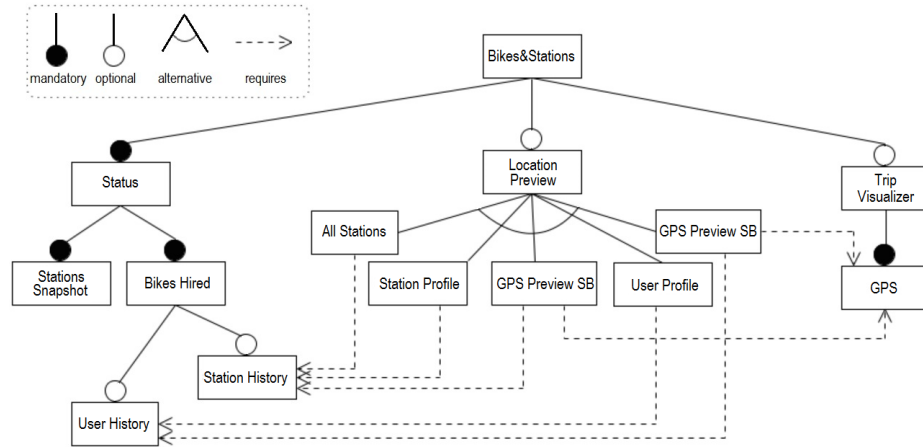 mandatory
optional
alternative
requires
Bikes&Stations
Status
Location
Preview
Trip
Visualizer
All Stations
GPS Preview SB
Stations
Snapshot
Bikes Hired
Station Profile
GPS Preview SB
User Profile
GPS
Station History
User History